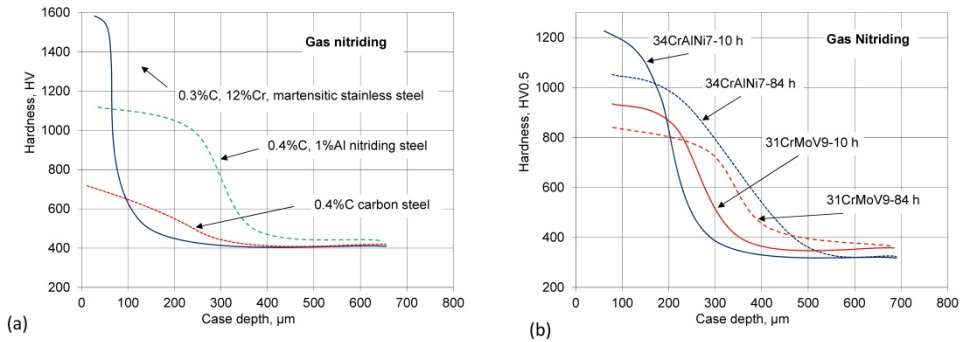 1600
1400
1200
1000
800
600
400
200
0 100 200 300 400 500 600 700 800
Hardness, HV
Case depth, µm
Gas nitriding
0.3%C, 12%Cr, martensitic stainless steel
0.4%C, 1%Al nitriding steel
0.4%C carbon steel
(a)
1200
1000
800
600
400
200
0 100 200 300 400 500 600 700 800
Hardness, HV0.5
Case depth, µm
Gas Nitriding
34CrAlNi7-10 h
34CrAlNi7-84 h
31CrMoV9-10 h
31CrMoV9-84 h
(b)